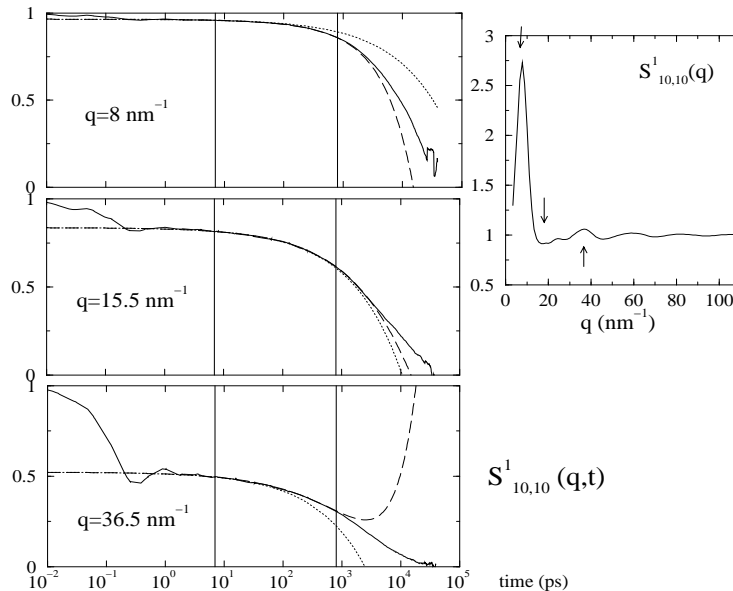 1
0.5
0
q=8 nm⁻¹
1
0.5
0
q=15.5 nm⁻¹
1
0.5
0
q=36.5 nm⁻¹
10⁻² 10⁻¹ 10⁰ 10¹ 10² 10³ 10⁴ 10⁵
time (ps)
3
2.5
2
1.5
1
0.5
S¹₁₀,₁₀(q)
0 20 40 60 80 100
q (nm⁻¹)
S¹₁₀,₁₀ (q,t)